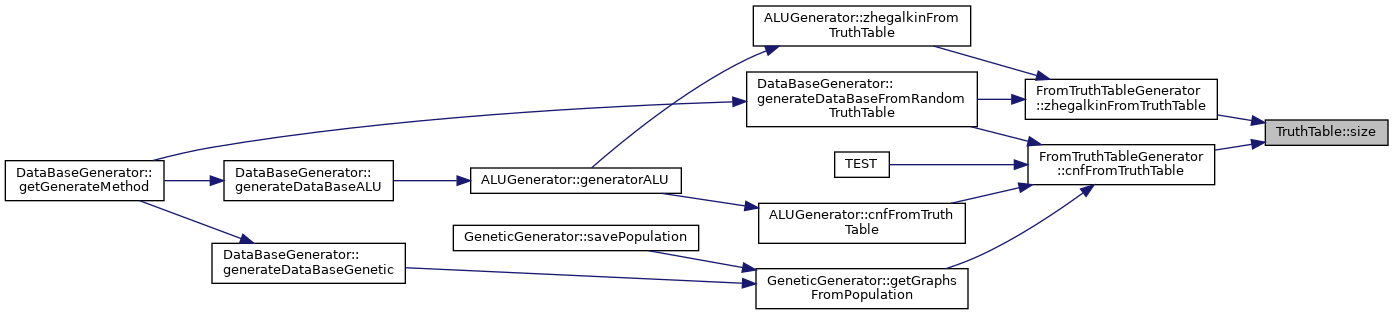 ALUGenerator::zhegalkinFrom
TruthTable
DataBaseGenerator::
generateDataBaseFromRandom
TruthTable
FromTruthTableGenerator
::zhegalkinFromTruthTable
TruthTable::size
DataBaseGenerator::
getGenerateMethod
DataBaseGenerator::
generateDataBaseALU
ALUGenerator::generatorALU
TEST
FromTruthTableGenerator
::cnfFromTruthTable
ALUGenerator::cnfFromTruth
Table
GeneticGenerator::savePopulation
DataBaseGenerator::
generateDataBaseGenetic
GeneticGenerator::getGraphs
FromPopulation